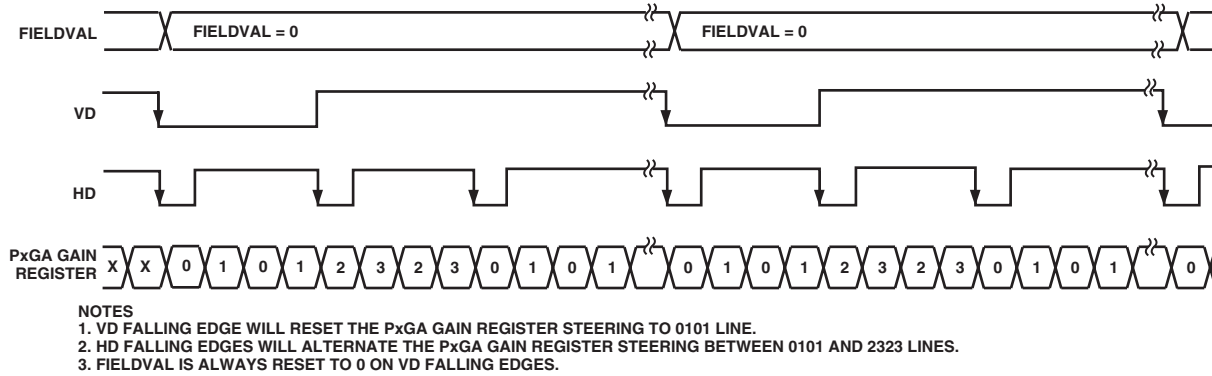 FIELDVAL FIELDVAL = 0 FIELDVAL = 0
VD
HD
PxGA GAIN
REGISTER X X 0 1 0 1 2 3 2 3 0 1 0 1 0 1 0 1 2 3 2 3 0 1 0 1 0
NOTES
1. VD FALLING EDGE WILL RESET THE PxGA GAIN REGISTER STEERING TO 0101 LINE.
2. HD FALLING EDGES WILL ALTERNATE THE PxGA GAIN REGISTER STEERING BETWEEN 0101 AND 2323 LINES.
3. FIELDVAL IS ALWAYS RESET TO 0 ON VD FALLING EDGES.